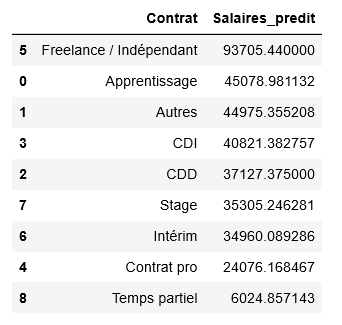 Contrat Salaires_predit
5 Freelance / Indépendant 93705.440000
0 Apprentissage 45078.981132
1 Autres 44975.355208
3 CDI 40821.382757
2 CDD 37127.375000
7 Stage 35305.246281
6 Intérim 34960.089286
4 Contrat pro 24076.168467
8 Temps partiel 6024.857143